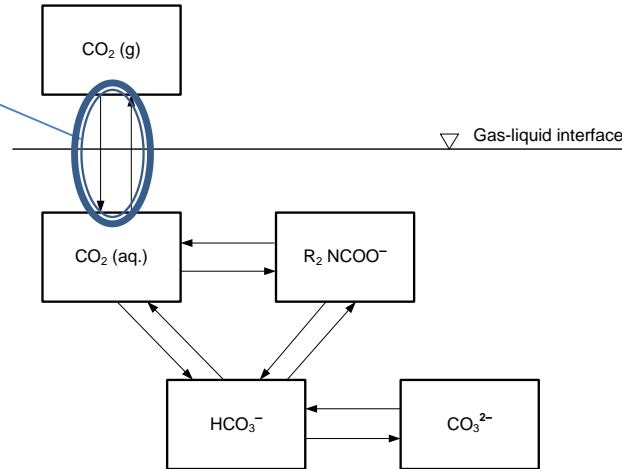 CO₂ (g)
Gas-liquid interface
CO₂ (aq.)
R₂ NCOO⁻
HCO₃⁻
CO₃²⁻